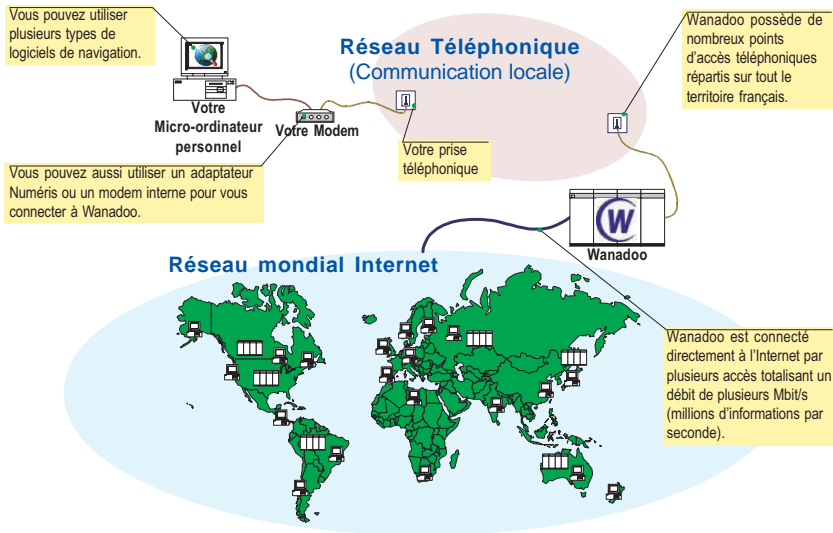 Vous pouvez utiliser
plusieurs types de
logiciels de navigation.
Réseau Téléphonique
(Communication locale)
Wanadoo possède de
nombreux points
d'accès téléphoniques
répartis sur tout le
territoire français.
Votre
Micro-ordinateur
personnel
Votre Modem
Votre prise
téléphonique
Vous pouvez aussi utiliser un adaptateur
Numéris ou un modem interne pour vous
connecter à Wanadoo.
W
Wanadoo
Réseau mondial Internet
Wanadoo est connecté
directement à l'Internet par
plusieurs accès totalisant un
débit de plusieurs Mbit/s
(millions d'informations par
seconde).